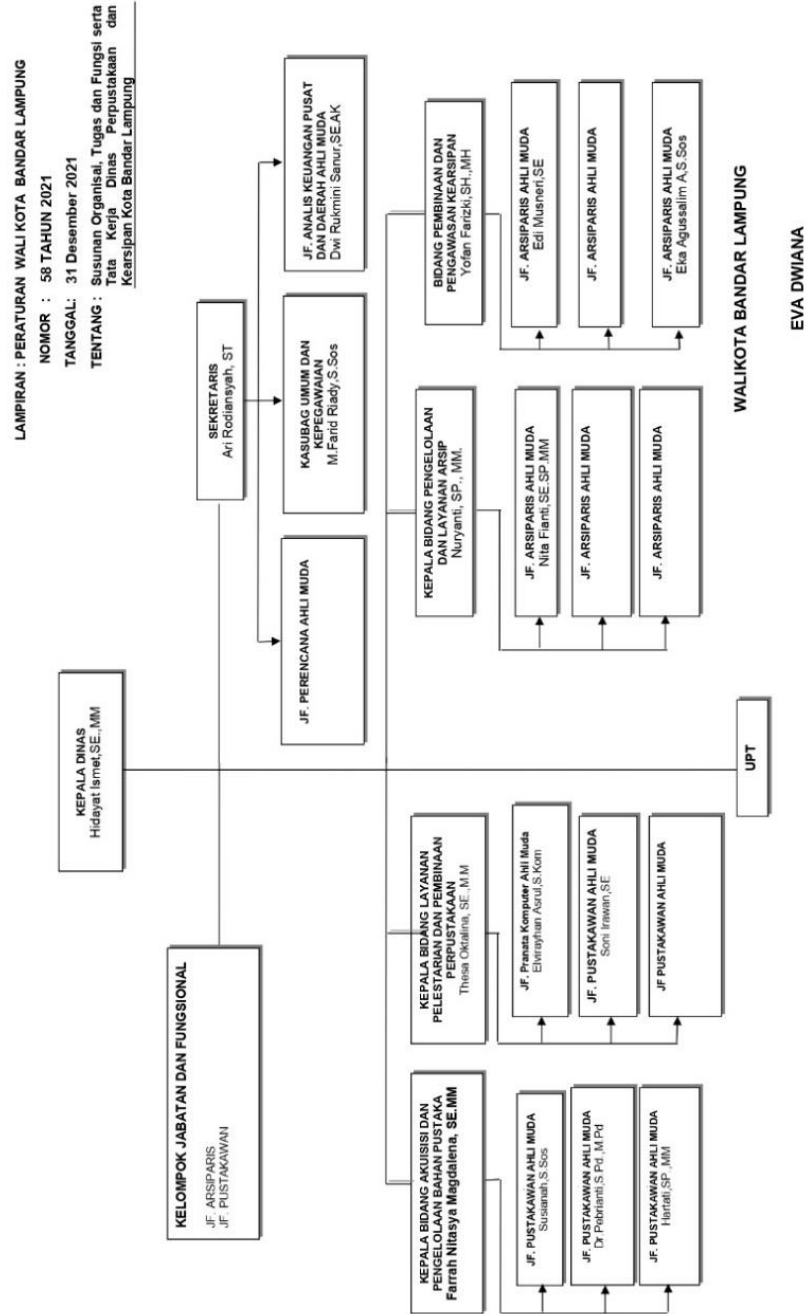 LAMPIRAN : PERATURAN WALI KOTA BANDAR LAMPUNG
NOMOR : 58 TAHUN 2021
TANGGAL: 31 Desember 2021
TENTANG : Susunan Organisai, Tugas dan Fungsi serta
Tata Kerja Dinas Perpustakaan dan
Kearsipan Kota Bandar Lampung
KEPALA DINAS
Hidayat Ismet,SE.,MM
KELOMPOK JABATAN DAN FUNGSIONAL
JF. ARSIPARIS
JF. PUSTAKAWAN
SEKRETARIS
Ari Rodiansyah, ST
JF. PERENCANA AHLI MUDA
KASUBAG UMUM DAN
KEPEGAWAIAN
M.Farid Riady,S.Sos
JF. ANALIS KEUANGAN PUSAT
DAN DAERAH AHLI MUDA
Dwi Rukmini Sanur,SE.AK
KEPALA BIDANG AKUISISI DAN
PENGELOLAAN BAHAN PUSTAKA
Farrah Nitasya Magdalena, SE.MM
JF. PUSTAKAWAN AHLI MUDA
Susianah,S.Sos
JF. PUSTAKAWAN AHLI MUDA
Dr.Pebrianti,S.Pd.,M.Pd
JF. PUSTAKAWAN AHLI MUDA
Hartati,SP.,MM
KEPALA BIDANG LAYANAN
PELESTARIAN DAN PEMBINAAN
PERPUSTAKAAN
Thesa Oktalina, SE.,M.M
JF. Pranata Komputer Ahli Muda
Elvirayhan Asrul,S.Kom
JF. PUSTAKAWAN AHLI MUDA
Soni Irawan,SE
JF PUSTAKAWAN AHLI MUDA
KEPALA BIDANG PENGELOLAAN
DAN LAYANAN ARSIP
Nuryanti, SP., MM.
JF. ARSIPARIS AHLI MUDA
Nita Fianti,SE.SP.MM
JF. ARSIPARIS AHLI MUDA
JF. ARSIPARIS AHLI MUDA
BIDANG PEMBINAAN DAN
PENGAWASAN KEARSIPAN
Yofan Farizki,SH.,MH
JF. ARSIPARIS AHLI MUDA
Edi Musneri,SE
JF. ARSIPARIS AHLI MUDA
JF. ARSIPARIS AHLI MUDA
Eka Agussalim A,S.Sos
UPT
WALIKOTA BANDAR LAMPUNG
EVA DWIANA